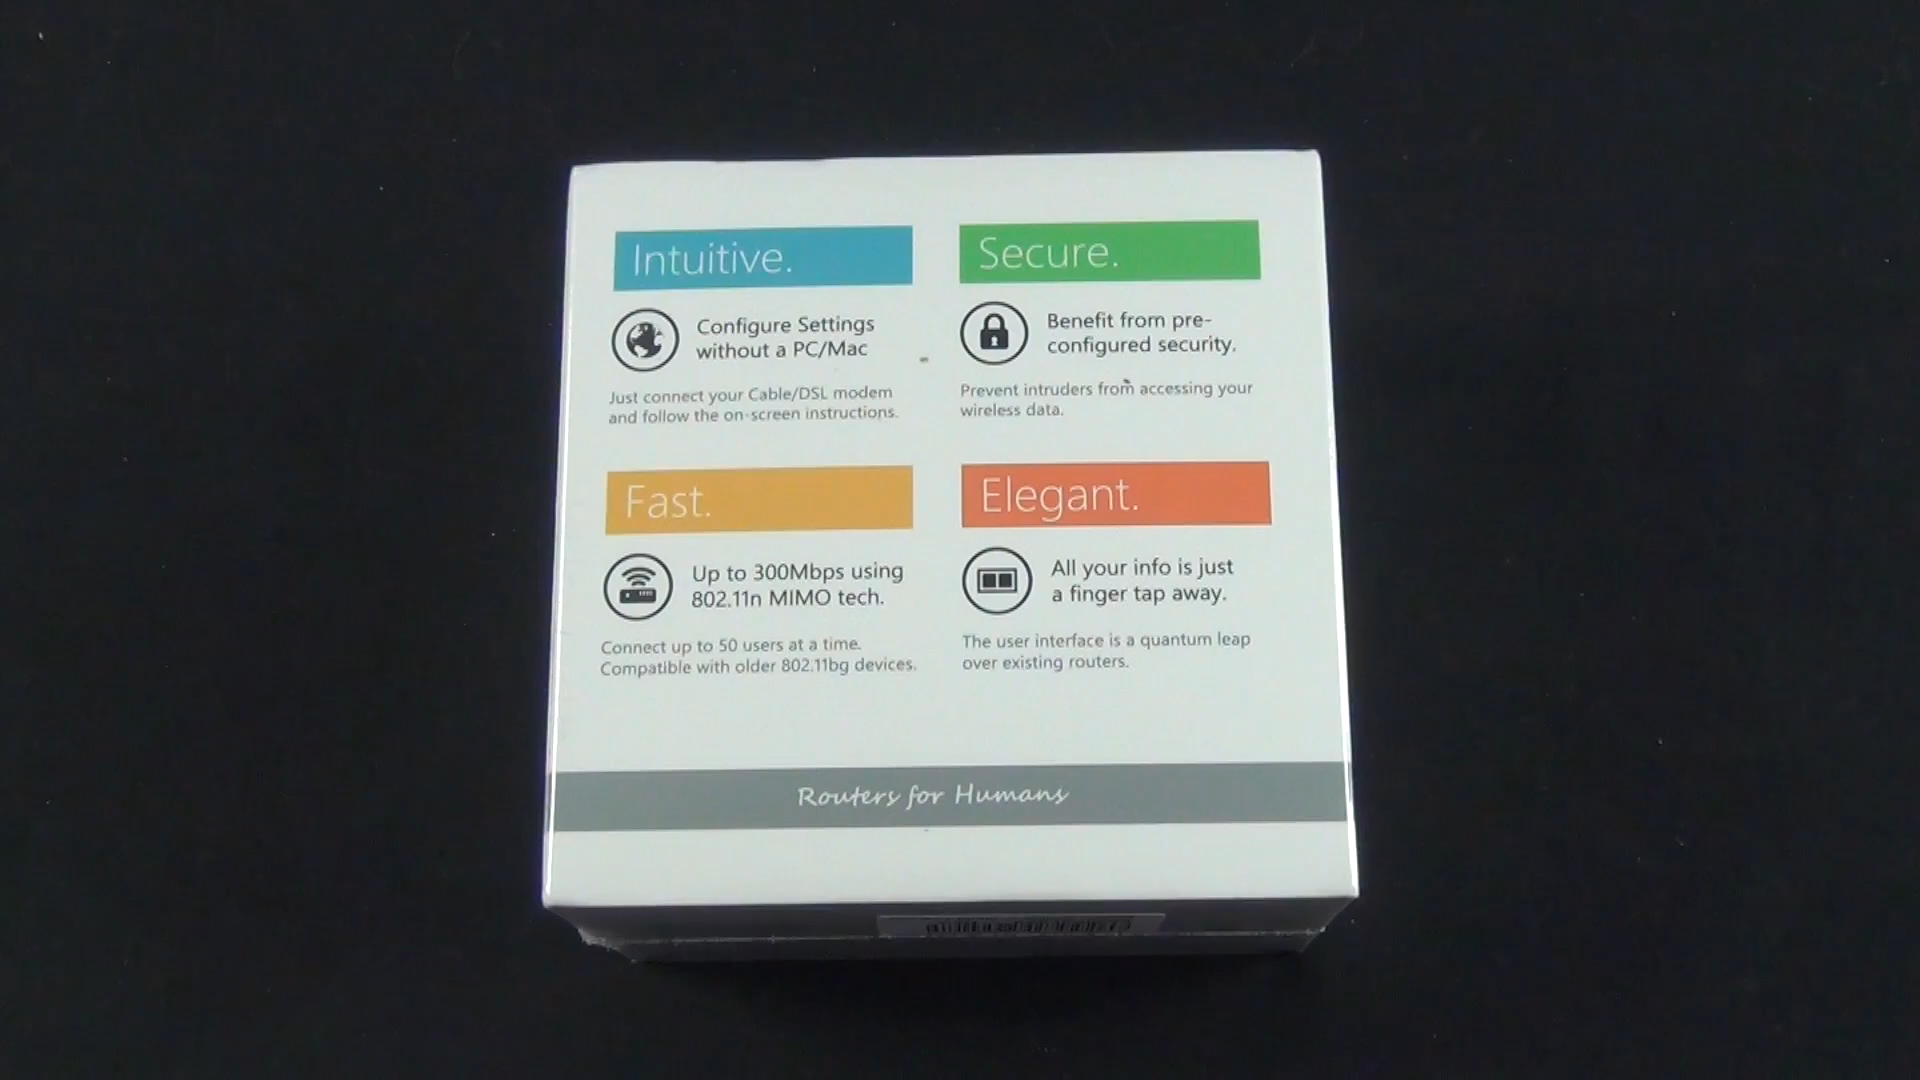 Intuitive.
Configure Settings
without a PC/Mac
Just connect your Cable/DSL modem
and follow the on-screen instructions.
Secure.
Benefit from pre-
configured security.
Prevent intruders from accessing your
wireless data.
Fast.
Up to 300Mbps using
802.11n MIMO tech.
Connect up to 50 users at a time.
Compatible with older 802.11bg devices.
Elegant.
All your info is just
a finger tap away.
The user interface is a quantum leap
over existing routers.
Routers for Humans